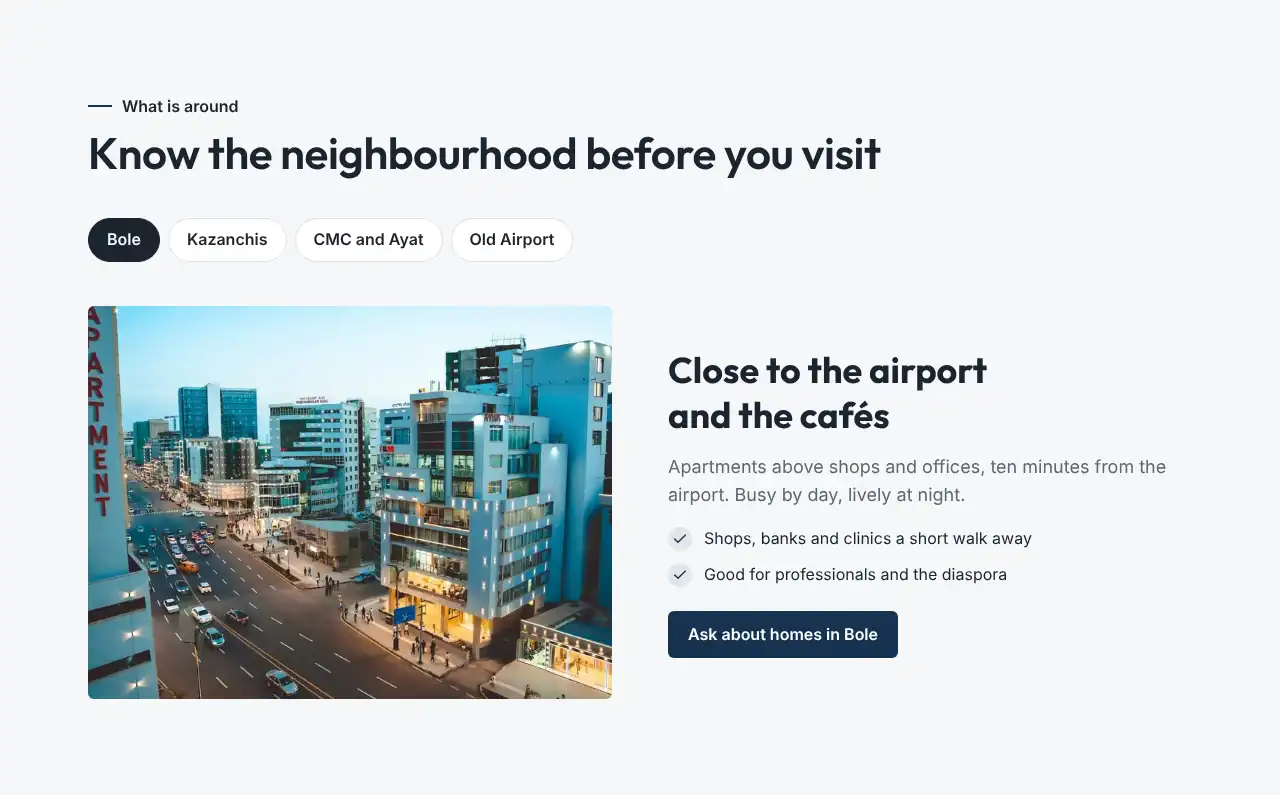 What is around
Know the neighbourhood before you visit
Bole
Kazanchis
CMC and Ayat
Old Airport
APARTMENT
Close to the airport
and the cafés
Apartments above shops and offices, ten minutes from the
airport. Busy by day, lively at night.
Shops, banks and clinics a short walk away
Good for professionals and the diaspora
Ask about homes in Bole